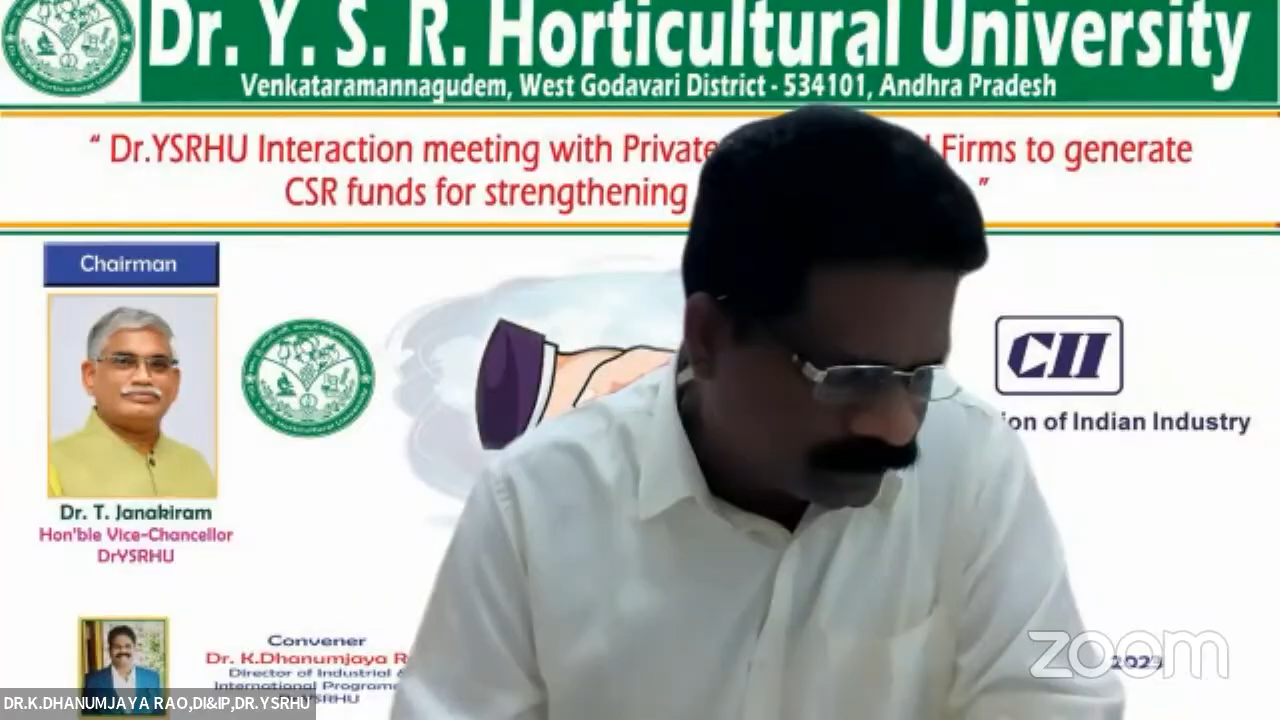 Dr. Y. S. R. Horticultural University
Venkataramannagudem, West Godavari District - 534101, Andhra Pradesh
“ Dr.YSRHU Interaction meeting with Private Firms to generate
CSR funds for strengthening ”
Chairman
Dr. T. Janakiram
Hon'ble Vice-Chancellor
DrYSRHU
CII
ion of Indian Industry
Convener
Dr. K.Dhanumjaya R
Director of Industrial &
International Programe
YSRHU
zoom
DR.K.DHANUMJAYA RAO,DI&IP,DR.YSRHU